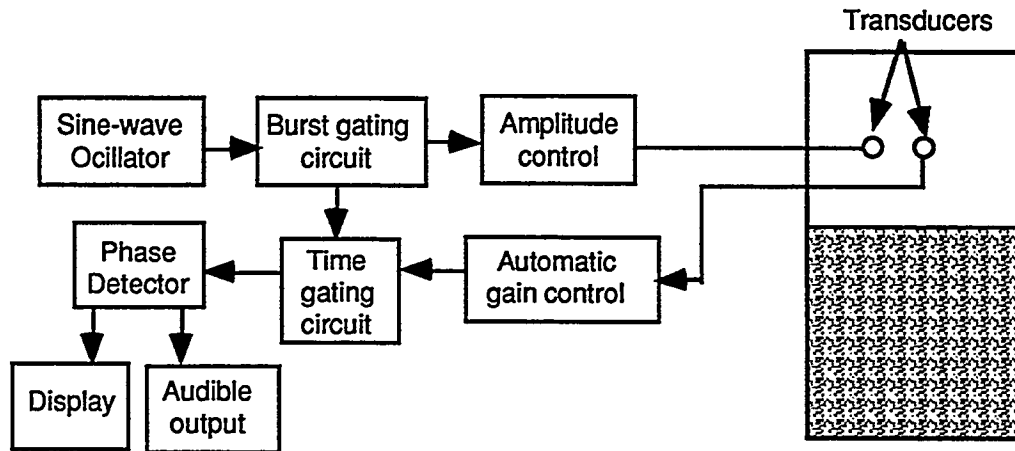 Transducers
Sine-wave
Ocillator
Burst gating
circuit
Amplitude
control
Phase
Detector
Time
gating
circuit
Automatic
gain control
Display
Audible
output